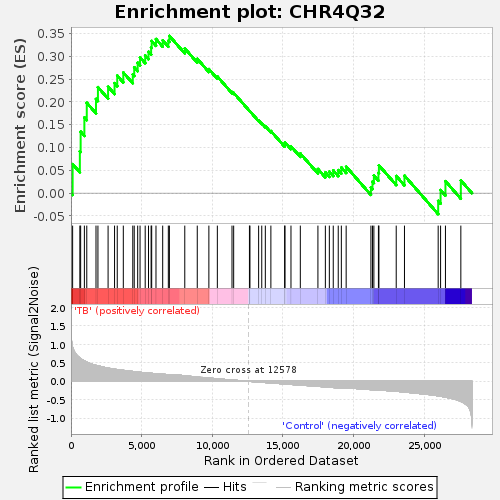 Enrichment plot: CHR4Q32
Enrichment score (ES)
0.35
0.30
0.25
0.20
0.15
0.10
0.05
0.00
-0.05
Ranked list metric (Signal2Noise)
2.0
1.5
1.0
0.5
0.0
-0.5
-1.0
'TB' (positively correlated)
Zero cross at 12578
'Control' (negatively correlated)
0
5,000
10,000
15,000
20,000
25,000
Rank in Ordered Dataset
Enrichment profile
Hits
Ranking metric scores